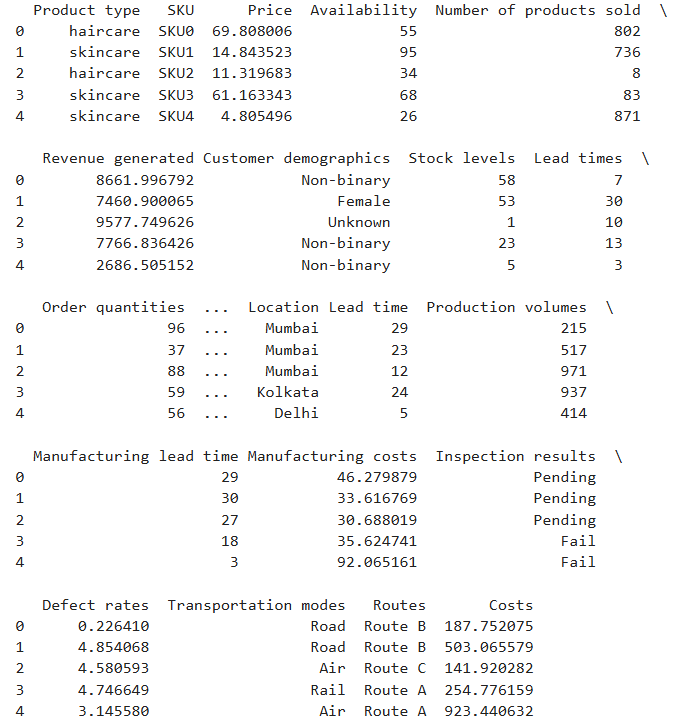 Product type SKU Price Availability Number of products sold \
0 haircare SKU0 69.808006 55 802
1 skincare SKU1 14.843523 95 736
2 haircare SKU2 11.319683 34 8
3 skincare SKU3 61.163343 68 83
4 skincare SKU4 4.805496 26 871
Revenue generated Customer demographics Stock levels Lead times \
0 8661.996792 Non-binary 58 7
1 7460.900065 Female 53 30
2 9577.749626 Unknown 1 10
3 7766.836426 Non-binary 23 13
4 2686.505152 Non-binary 5 3
Order quantities ... Location Lead time Production volumes \
0 96 ... Mumbai 29 215
1 37 ... Mumbai 23 517
2 88 ... Mumbai 12 971
3 59 ... Kolkata 24 937
4 56 ... Delhi 5 414
Manufacturing lead time Manufacturing costs Inspection results \
0 29 46.279879 Pending
1 30 33.616769 Pending
2 27 30.688019 Pending
3 18 35.624741 Fail
4 3 92.065161 Fail
Defect rates Transportation modes Routes Costs
0 0.226410 Road Route B 187.752075
1 4.854068 Road Route B 503.065579
2 4.580593 Air Route C 141.920282
3 4.746649 Rail Route A 254.776159
4 3.145580 Air Route A 923.440632